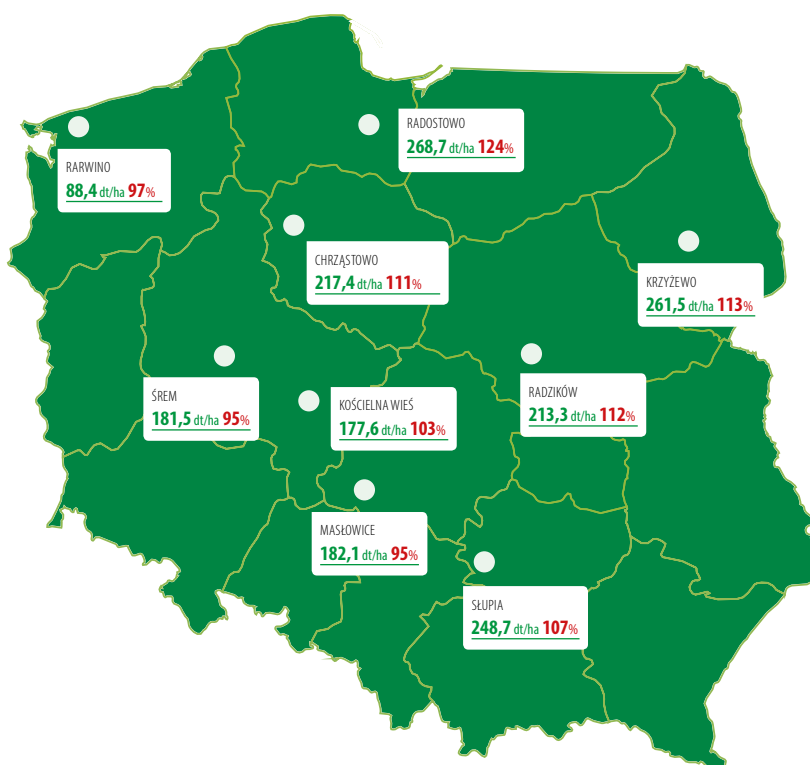 RADOSTOWO
268,7 dt/ha 124%
RARWINO
88,4 dt/ha 97%
CHRZĄSTOWO
217,4 dt/ha 111%
KRZYŻEWO
261,5 dt/ha 113%
ŚREM
181,5 dt/ha 95%
KOŚCIELNA WIEŚ
177,6 dt/ha 103%
RADZIKÓW
213,3 dt/ha 112%
MASŁOWICE
182,1 dt/ha 95%
SŁUPIA
248,7 dt/ha 107%